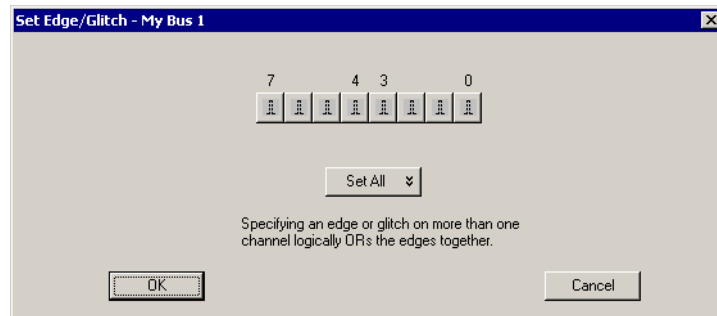 Set Edge/Glitch - My Bus 1
7 4 3 0
Set All
Specifying an edge or glitch on more than one
channel logically ORs the edges together.
OK Cancel